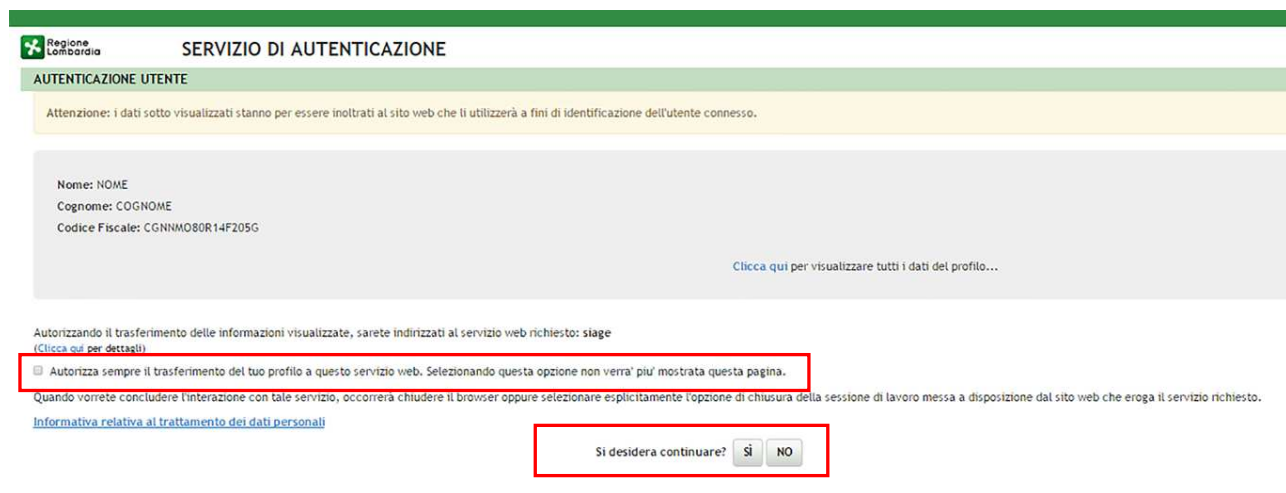 Regione
Lombardia
SERVIZIO DI AUTENTICAZIONE
AUTENTICAZIONE UTENTE
Attenzione: i dati sotto visualizzati stanno per essere inoltrati al sito web che li utilizzerà a fini di identificazione dell'utente connesso.
Nome: NOME
Cognome: COGNOME
Codice Fiscale: CGNNMO80R14F205G
Clicca qui per visualizzare tutti i dati del profilo...
Autorizzando il trasferimento delle informazioni visualizzate, sarete indirizzati al servizio web richiesto: siage
(Clicca qui per dettagli)
Autorizza sempre il trasferimento del tuo profilo a questo servizio web. Selezionando questa opzione non verra' piu' mostrata questa pagina.
Quando vorrete concludere l'interazione con tale servizio, occorrerà chiudere il browser oppure selezionare esplicitamente l'opzione di chiusura della sessione di lavoro messa a disposizione dal sito web che eroga il servizio richiesto.
Informativa relativa al trattamento dei dati personali
Si desidera continuare? SÌ NO